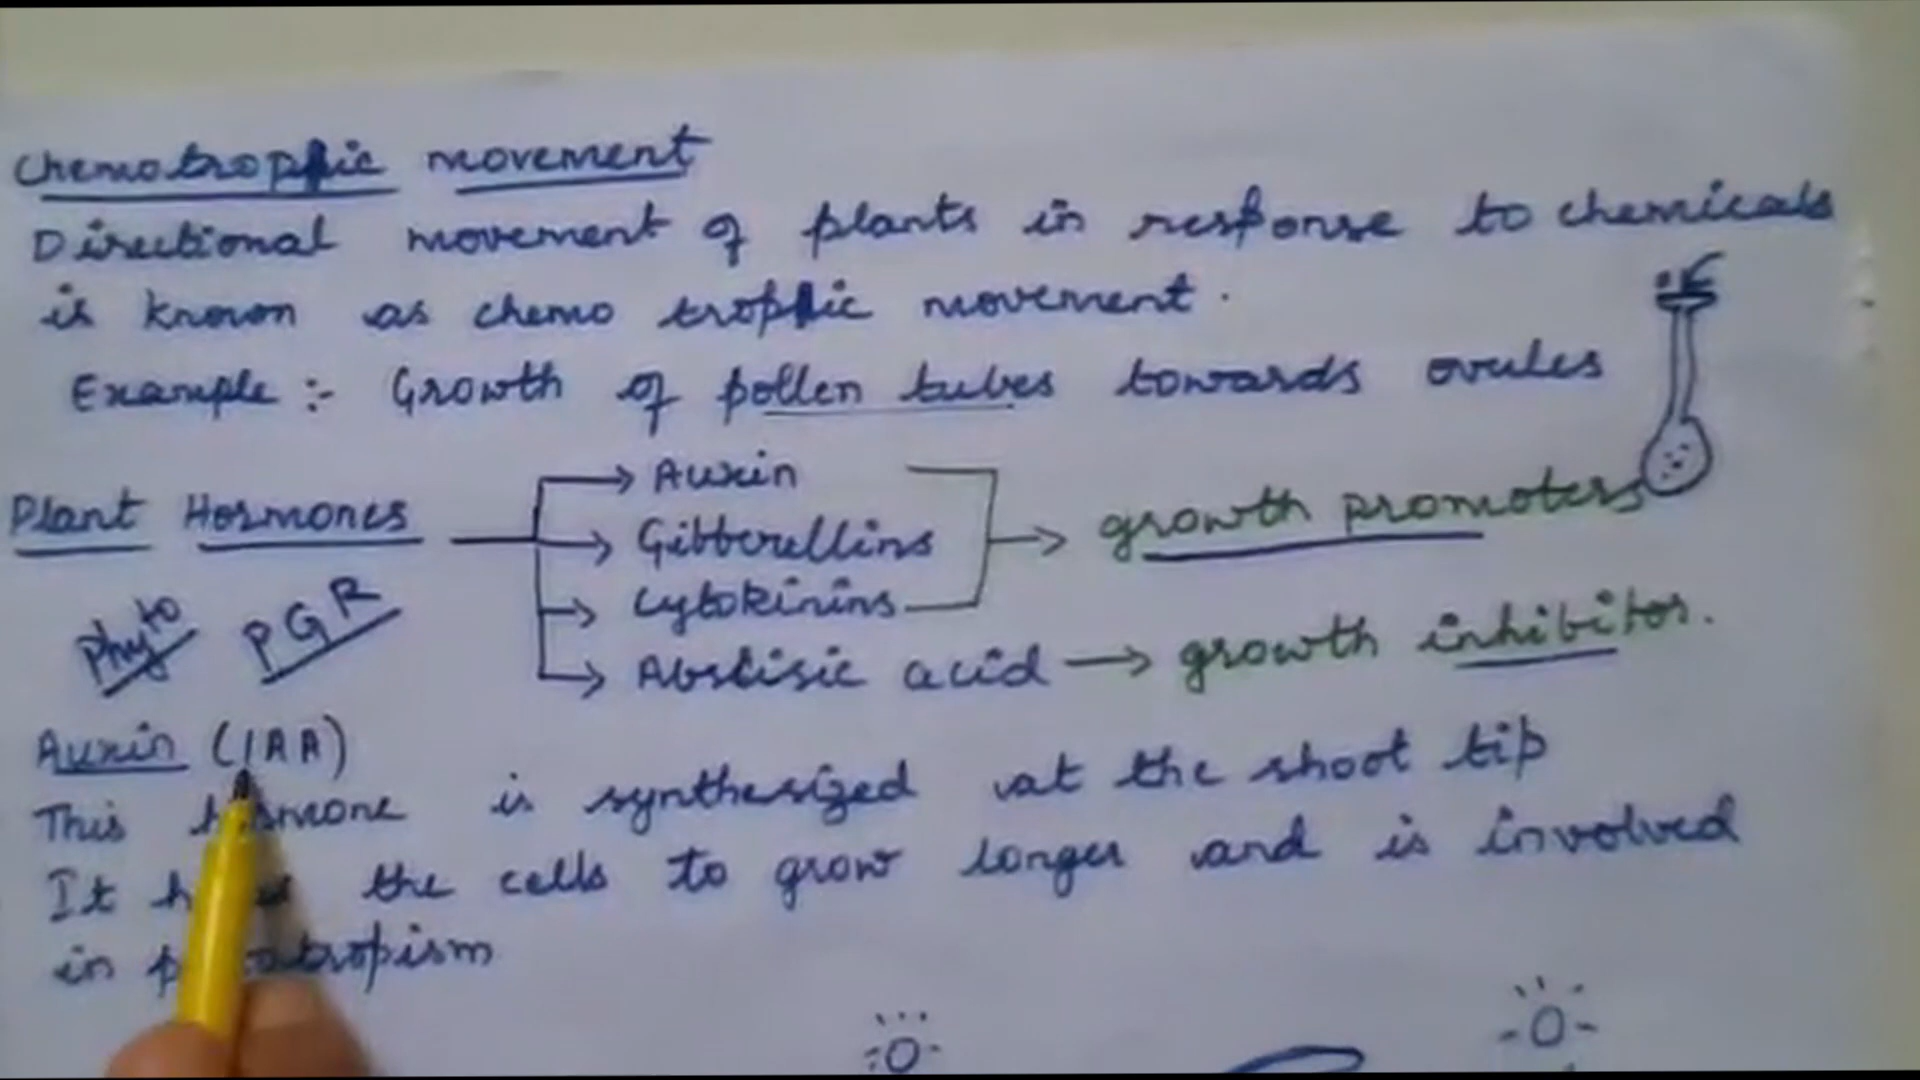 Chemotropic movement
Directional movement of plants in response to chemicals
is known as chemo tropic movement.
Example :- Growth of pollen tubes towards ovules
Plant Hormones
Phyto PGR
Auxin
Gibberellins
Cytokinins
growth promoters
Abscisic acid → growth inhibitor.
Auxin (IAA)
This hormone is synthesized at the shoot tip
It the cells to grow longer and is involved
in phototropism